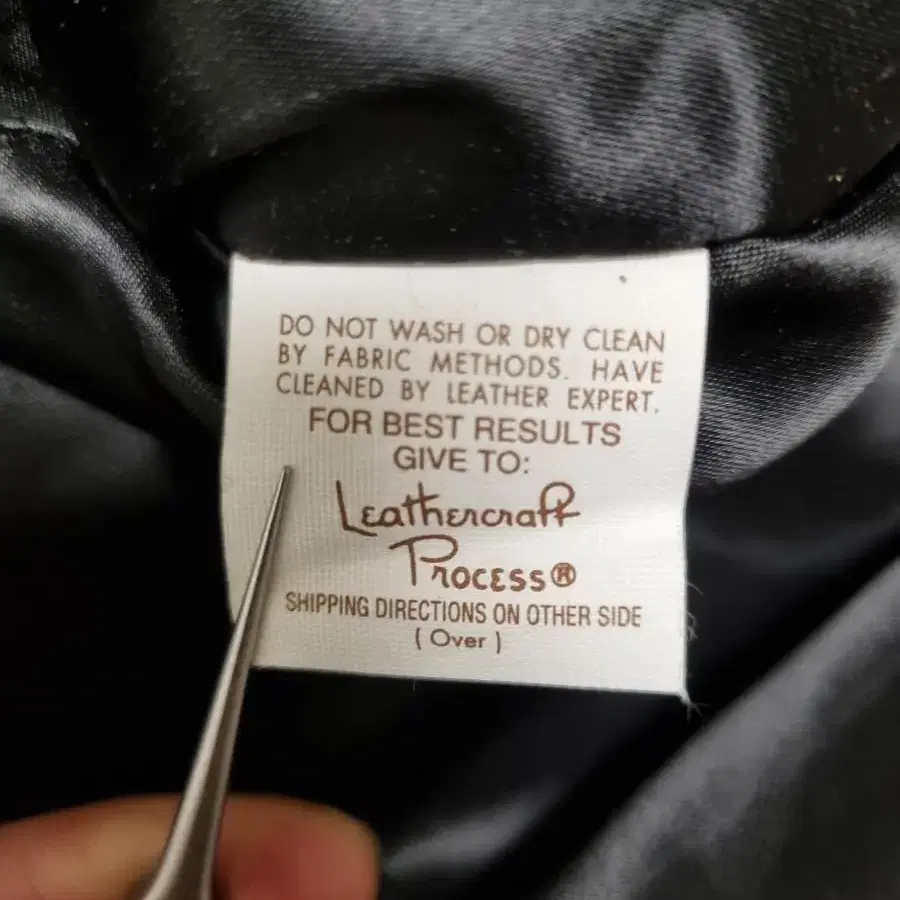 DO NOT WASH OR DRY CLEAN
BY FABRIC METHODS. HAVE
CLEANED BY LEATHER EXPERT.
FOR BEST RESULTS
GIVE TO:
Leathercraft
Process®
SHIPPING DIRECTIONS ON OTHER SIDE
( Over )